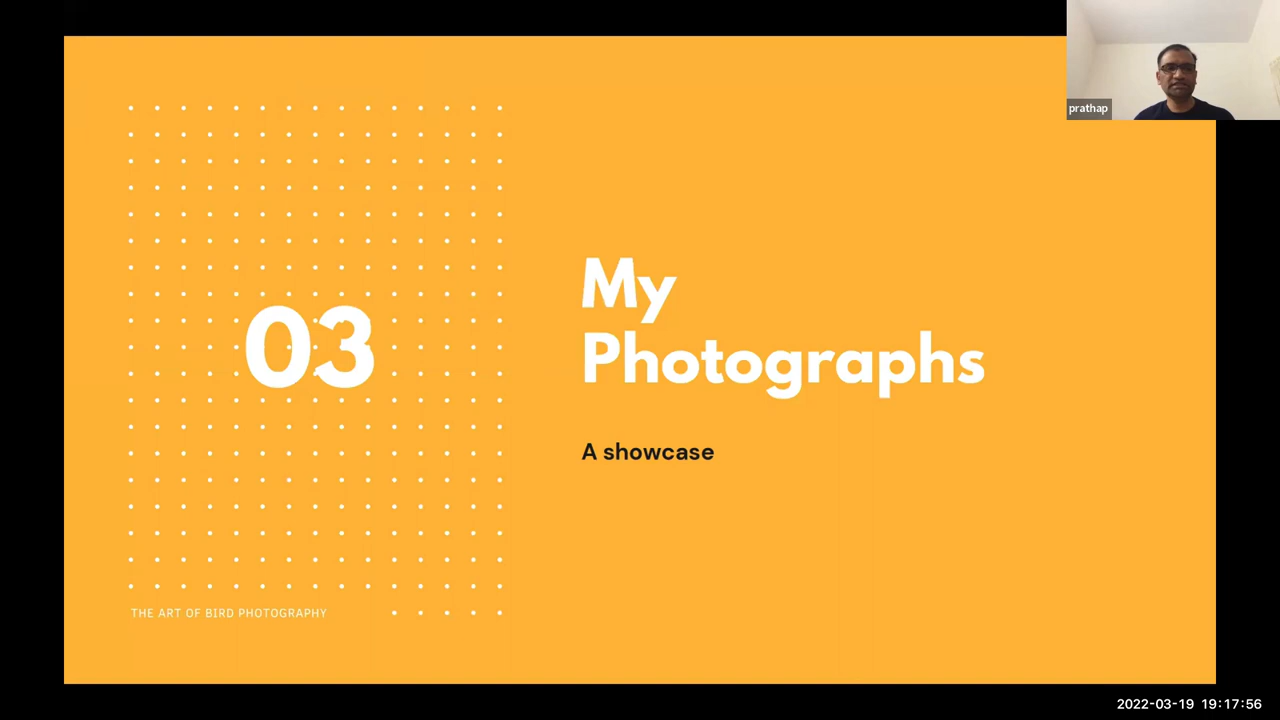 prathap
03
My
Photographs
A showcase
THE ART OF BIRD PHOTOGRAPHY
2022-03-19 19:17:56